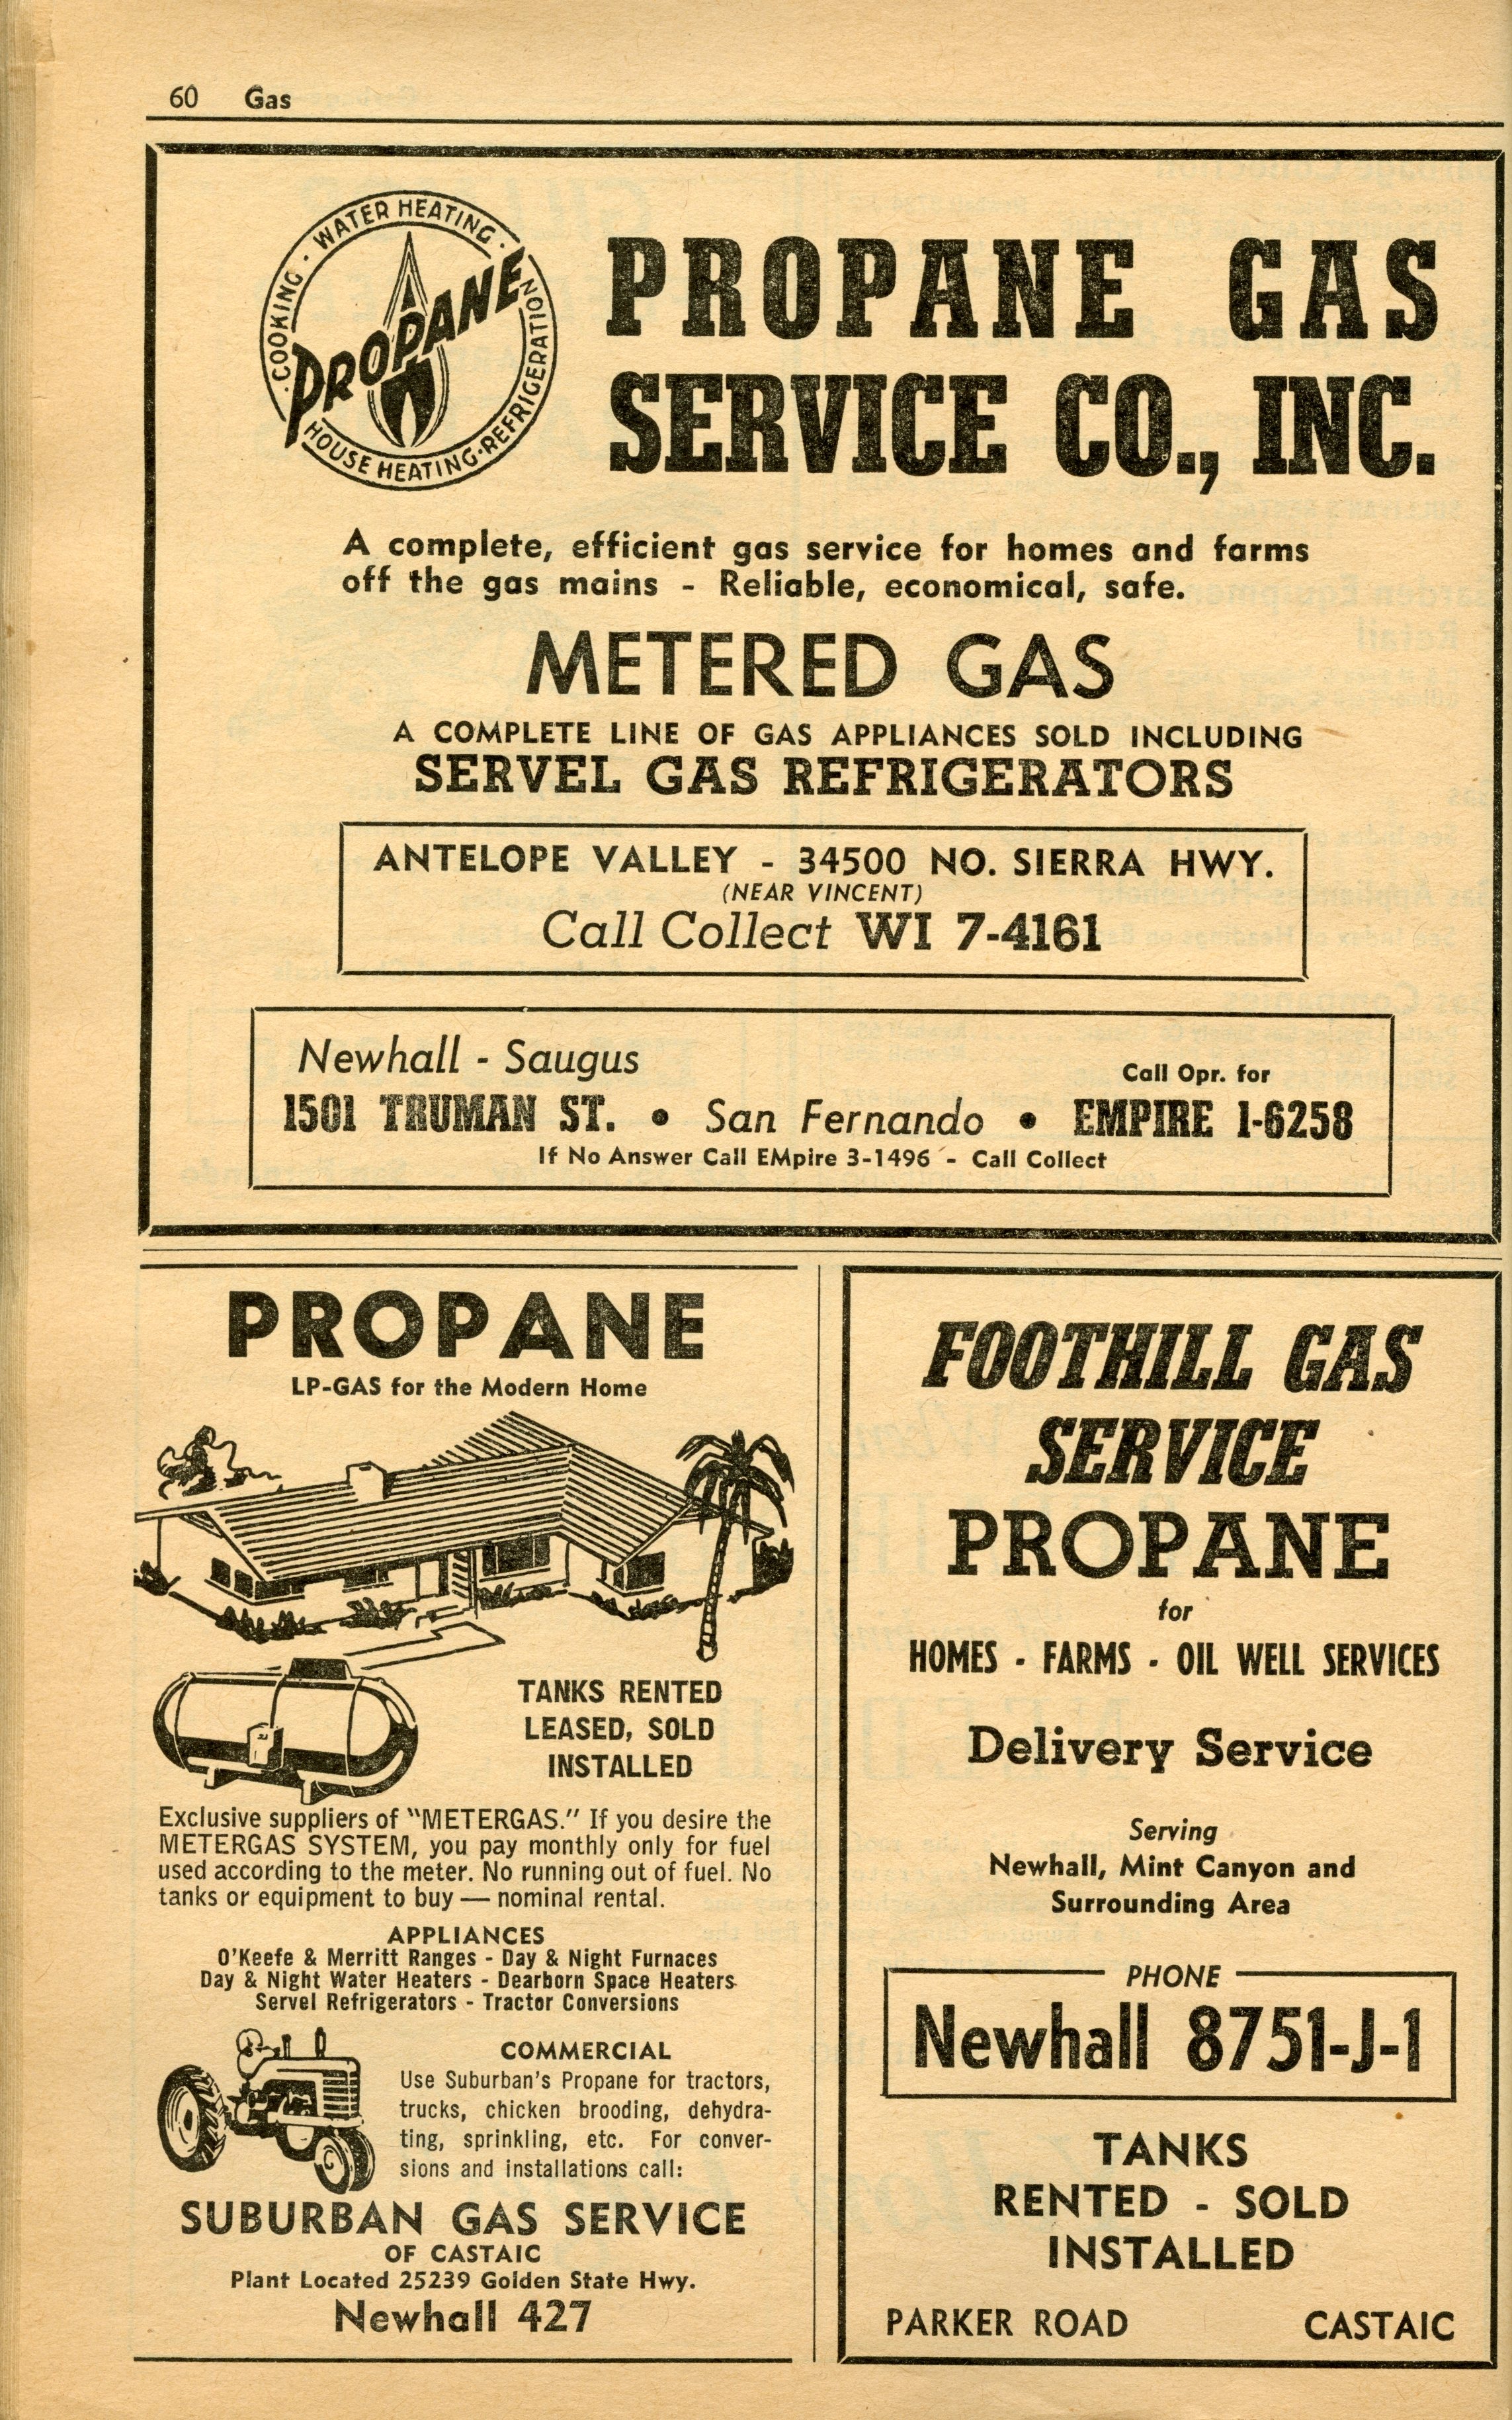 60 Gas
COOKING · WATER HEATING ·
REFRIGERATION
HOUSE HEATING ·
PROPANE
PROPANE GAS
SERVICE CO., INC.
A complete, efficient gas service for homes and farms
off the gas mains - Reliable, economical, safe.
METERED GAS
A COMPLETE LINE OF GAS APPLIANCES SOLD INCLUDING
SERVEL GAS REFRIGERATORS
ANTELOPE VALLEY - 34500 NO. SIERRA HWY.
(NEAR VINCENT)
Call Collect WI 7-4161
Newhall - Saugus
Call Opr. for
1501 TRUMAN ST. • San Fernando • EMPIRE 1-6258
If No Answer Call EMpire 3-1496 - Call Collect
PROPANE
LP-GAS for the Modern Home
TANKS RENTED
LEASED, SOLD
INSTALLED
Exclusive suppliers of "METERGAS." If you desire the
METERGAS SYSTEM, you pay monthly only for fuel
used according to the meter. No running out of fuel. No
tanks or equipment to buy — nominal rental.
APPLIANCES
O'Keefe & Merritt Ranges - Day & Night Furnaces
Day & Night Water Heaters - Dearborn Space Heaters
Servel Refrigerators - Tractor Conversions
COMMERCIAL
Use Suburban's Propane for tractors,
trucks, chicken brooding, dehydra-
ting, sprinkling, etc. For conver-
sions and installations call:
SUBURBAN GAS SERVICE
OF CASTAIC
Plant Located 25239 Golden State Hwy.
Newhall 427
FOOTHILL GAS
SERVICE
PROPANE
for
HOMES - FARMS - OIL WELL SERVICES
Delivery Service
Serving
Newhall, Mint Canyon and
Surrounding Area
PHONE
Newhall 8751-J-1
TANKS
RENTED - SOLD
INSTALLED
PARKER ROAD CASTAIC